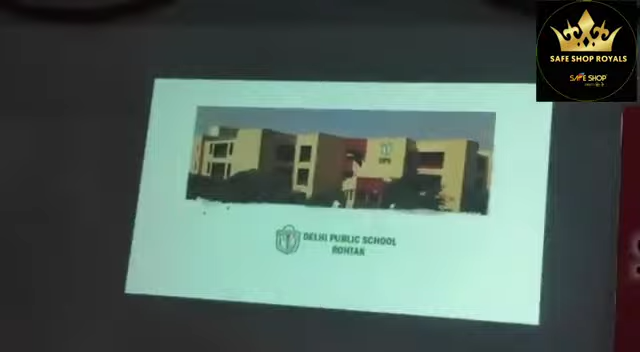 SAFE SHOP ROYALS
SAFE SHOP
DPS
DELHI PUBLIC SCHOOL
ROHTAK